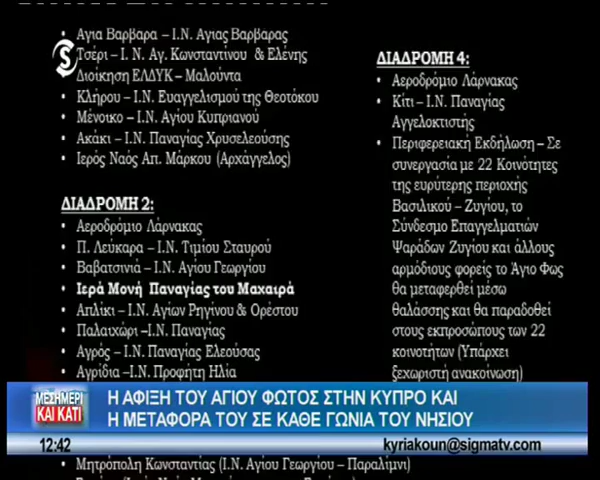 • Αγια Βαρβαρα – Ι.Ν. Αγιας Βαρβαρας
Τσέρι – Ι. Ν. Αγ. Κωνσταντίνου & Ελένης
Διοίκηση ΕΛΔΥΚ – Μαλούντα
• Κλήρου – Ι.Ν. Ευαγγελισμού της Θεοτόκου
• Μένοικο – Ι.Ν. Αγίου Κυπριανού
• Ακάκι – Ι.Ν. Παναγίας Χρυσελεούσης
• Ιερός Ναός Απ. Μάρκου (Αρχάγγελος)
ΔΙΑΔΡΟΜΗ 2:
• Αεροδρόμιο Λάρνακας
• Π. Λεύκαρα – Ι.Ν. Τιμίου Σταυρού
• Βαβατσινιά – Ι.Ν. Αγίου Γεωργίου
• Ιερά Μονή Παναγίας του Μαχαιρά
• Απλίκι – Ι.Ν. Αγίων Ρηγίνου & Ορέστου
• Παλαιχώρι –Ι.Ν. Παναγίας
• Αγρός – Ι.Ν. Παναγίας Ελεούσας
• Αγρίδια –Ι.Ν. Προφήτη Ηλία
ΔΙΑΔΡΟΜΗ 4:
• Αεροδρόμιο Λάρνακας
• Κίτι – Ι.Ν. Παναγίας
Αγγελοκτιστής
• Περιφερειακή Εκδήλωση – Σε
συνεργασία με 22 Κοινότητες
της ευρύτερης περιοχής
Βασιλικού – Ζυγίου, το
Σύνδεσμο Επαγγελματιών
Ψαράδων Ζυγίου και άλλους
αρμόδιους φορείς το Άγιο Φως
θα μεταφερθεί μέσω
θαλάσσης και θα παραδοθεί
στους εκπροσώπους των 22
κοινοτήτων (Υπάρχει
ξεχωριστή ανακοίνωση)
ΜΕΣΗΜΕΡΙ
ΚΑΙ ΚΑΤΙ
Η ΑΦΙΞΗ ΤΟΥ ΑΓΙΟΥ ΦΩΤΟΣ ΣΤΗΝ ΚΥΠΡΟ ΚΑΙ
Η ΜΕΤΑΦΟΡΑ ΤΟΥ ΣΕ ΚΑΘΕ ΓΩΝΙΑ ΤΟΥ ΝΗΣΙΟΥ
12:42
kyriakoun@sigmatv.com
• Μητρόπολη Κωνσταντίας (Ι.Ν. Αγίου Γεωργίου – Παραλίμνι)